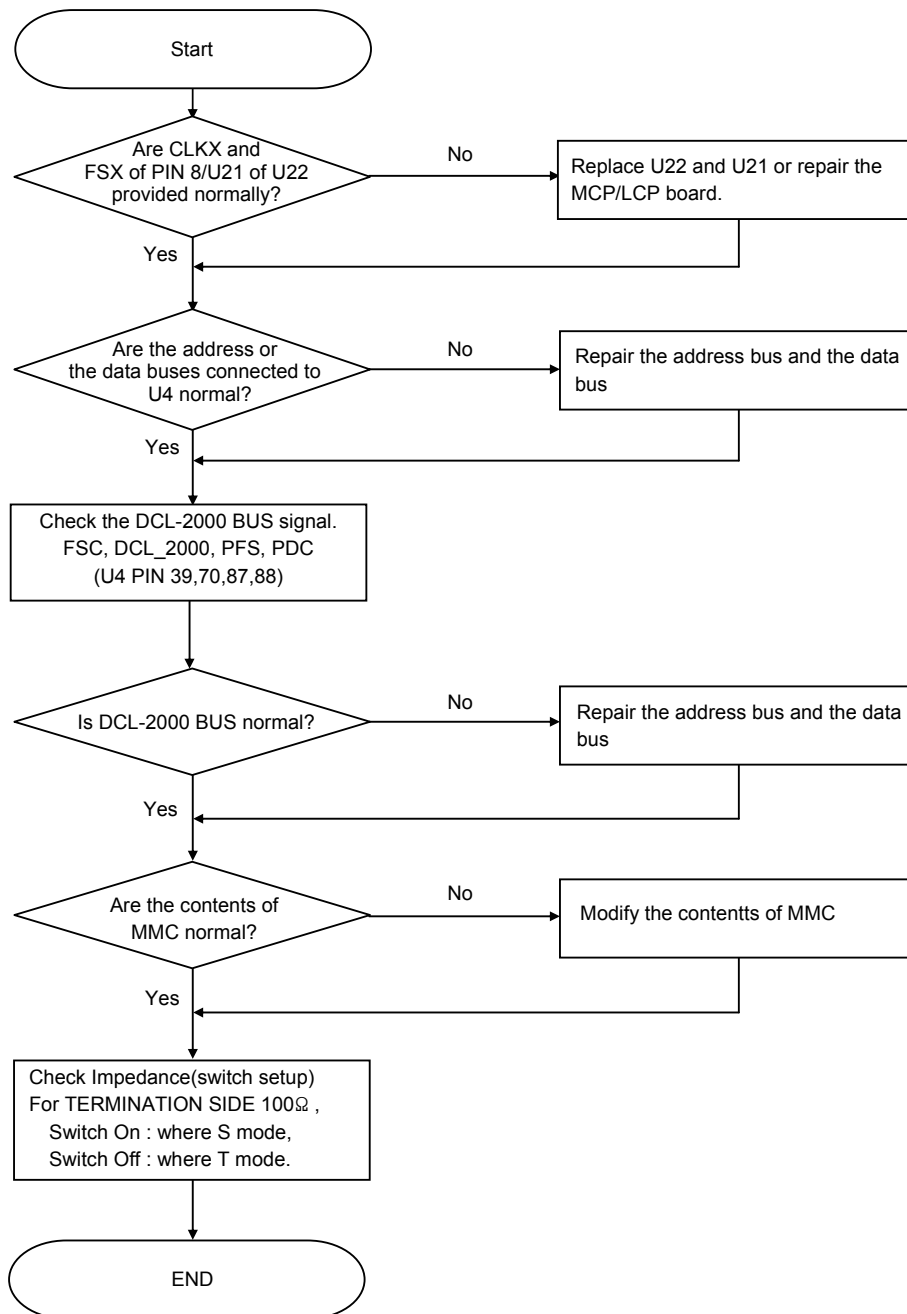 Start
Are CLKX and
FSX of PIN 8/U21 of U22
provided normally?
No
Replace U22 and U21 or repair the
MCP/LCP board.
Yes
Are the address or
the data buses connected to
U4 normal?
No
Repair the address bus and the data
bus
Yes
Check the DCL-2000 BUS signal.
FSC, DCL_2000, PFS, PDC
(U4 PIN 39,70,87,88)
Is DCL-2000 BUS normal?
No
Repair the address bus and the data
bus
Yes
Are the contents of
MMC normal?
No
Modify the contentts of MMC
Yes
Check Impedance(switch setup)
For TERMINATION SIDE 100Ω ,
Switch On : where S mode,
Switch Off : where T mode.
END